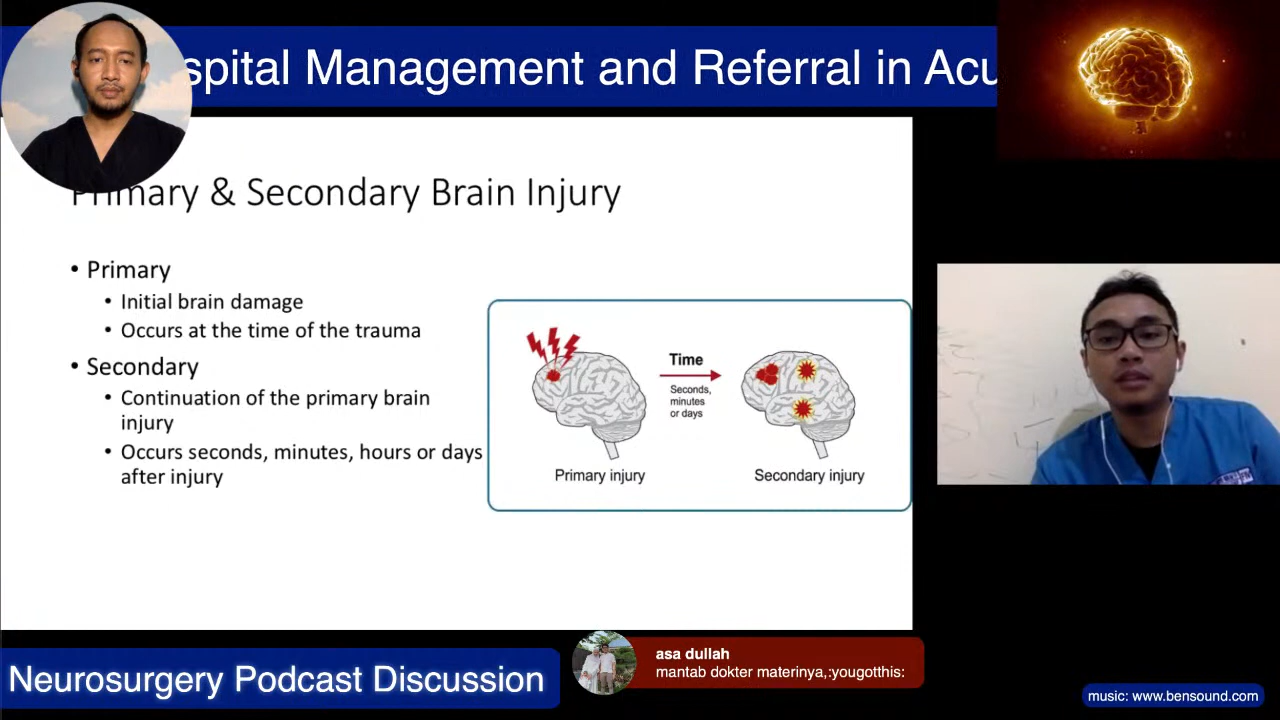 spital Management and Referral in Acu
Primary & Secondary Brain Injury
• Primary
• Initial brain damage
• Occurs at the time of the trauma
• Secondary
• Continuation of the primary brain
injury
• Occurs seconds, minutes, hours or days
after injury
Time
Seconds,
minutes
or days
Primary injury
Secondary injury
Neurosurgery Podcast Discussion
asa dullah
mantab dokter materinya,:yougotthis:
music: www.bensound.com